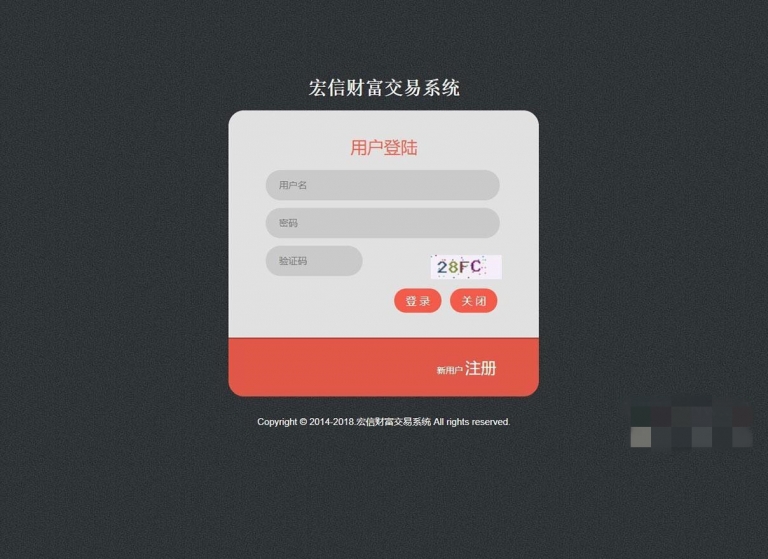 宏信财富交易系统
用户登陆
用户名
密码
验证码
28FC
登 录 关 闭
新用户 注册
Copyright © 2014-2018.宏信财富交易系统 All rights reserved.